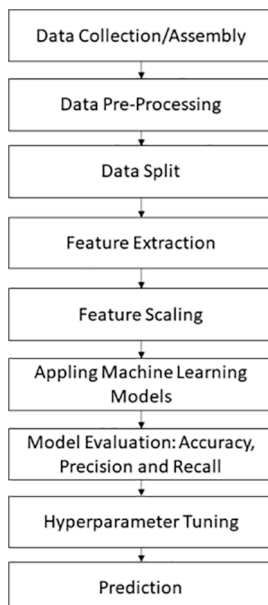 Data Collection/Assembly
Data Pre-Processing
Data Split
Feature Extraction
Feature Scaling
Appling Machine Learning
Models
Model Evaluation: Accuracy,
Precision and Recall
Hyperparameter Tuning
Prediction